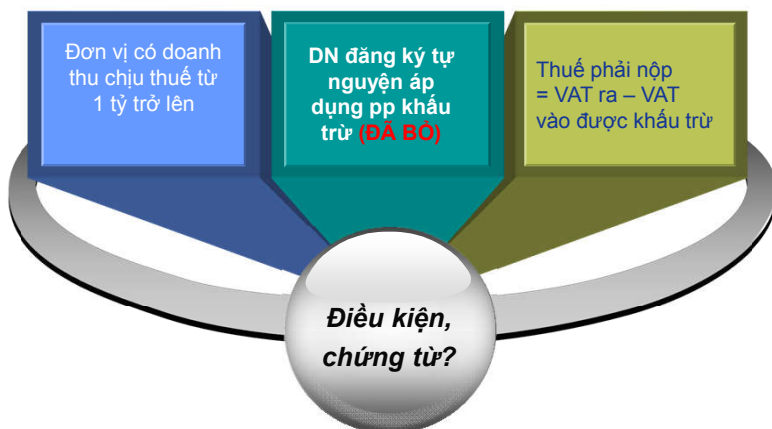 Đơn vị có doanh
thu chịu thuế từ
1 tỷ trở lên
DN đăng ký tự
nguyện áp
dụng pp khấu
trừ (ĐÃ BỎ)
Thuế phải nộp
= VAT ra – VAT
vào được khấu trừ
Điều kiện,
chứng từ?